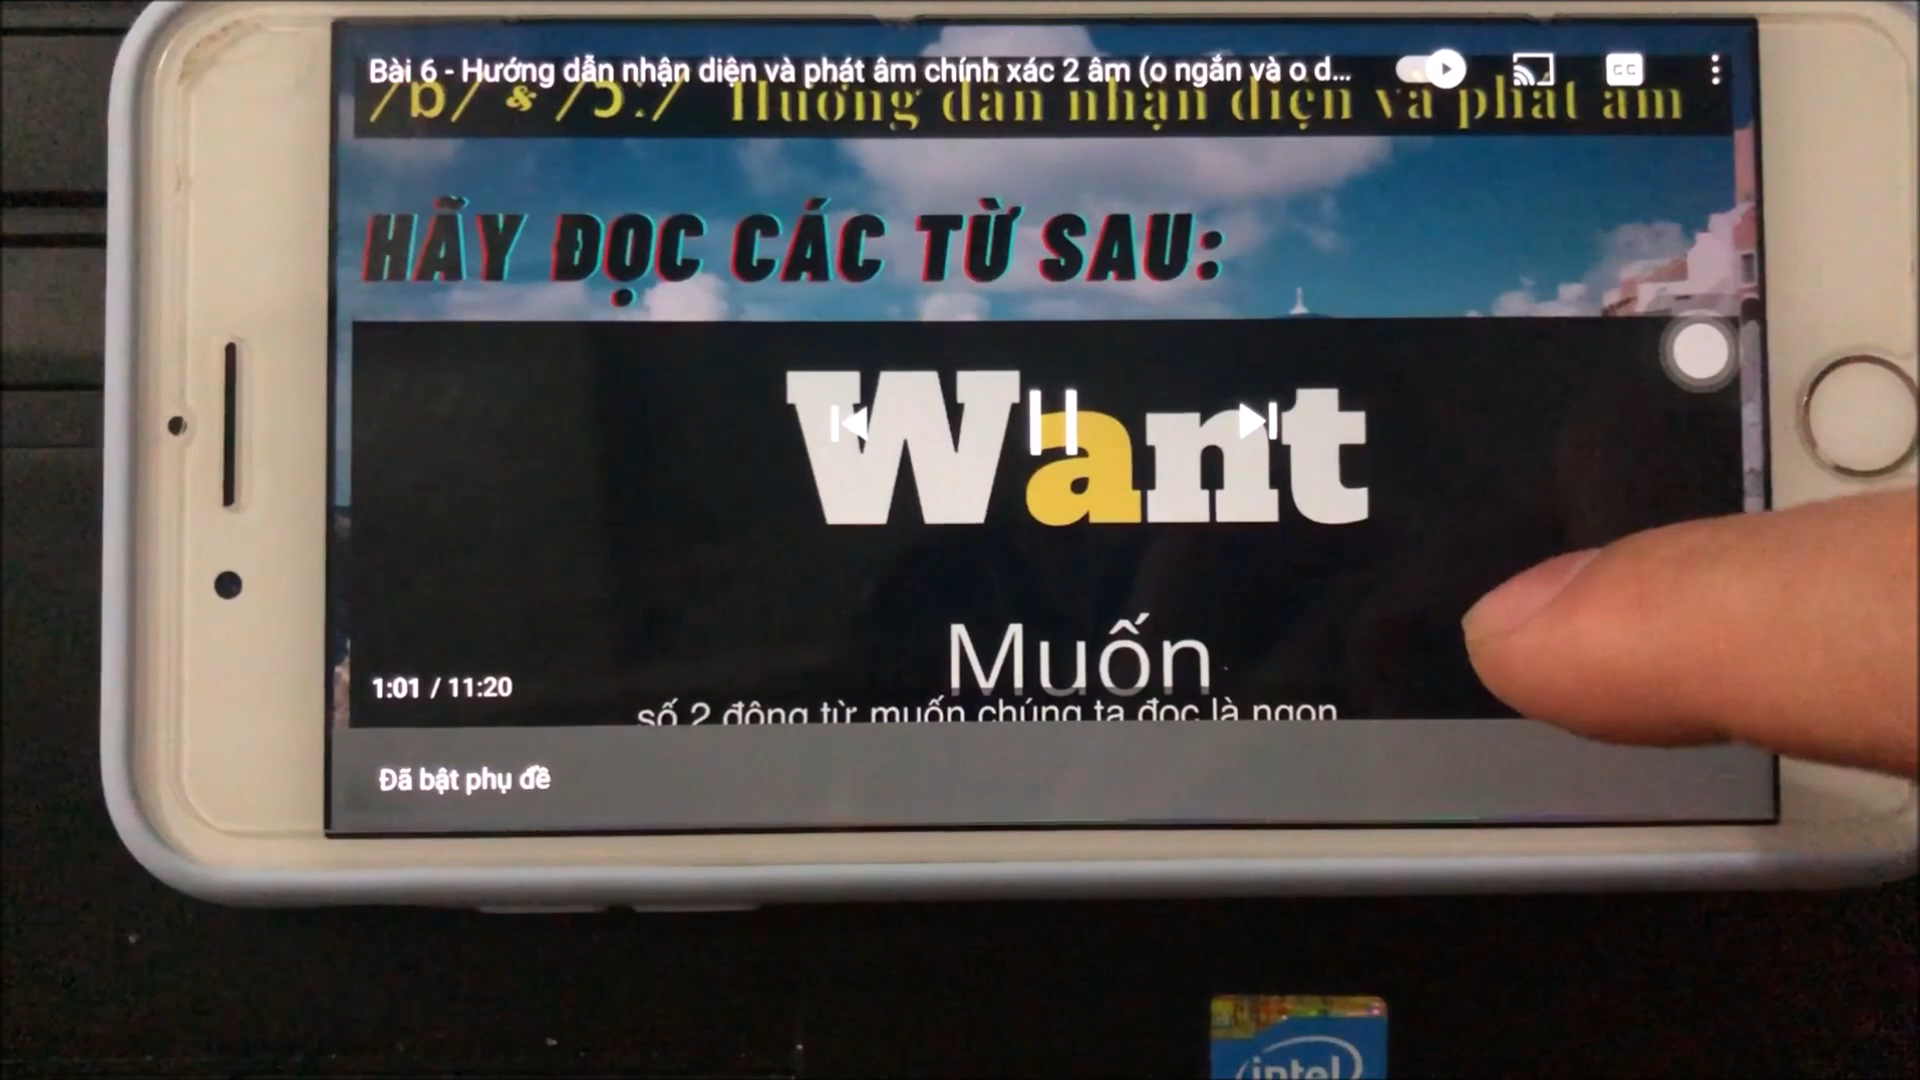 Bài 6 - Hướng dẫn nhận diện và phát âm chính xác 2 âm (o ngắn và o d...
CC
/ɒ/ & /ɔ:/ Hướng dẫn nhận diện và phát âm
HÃY ĐỌC CÁC TỪ SAU:
Want
Muốn
1:01 / 11:20
số 2 động từ muốn chúng ta đọc là ngon
Đã bật phụ đề
intel